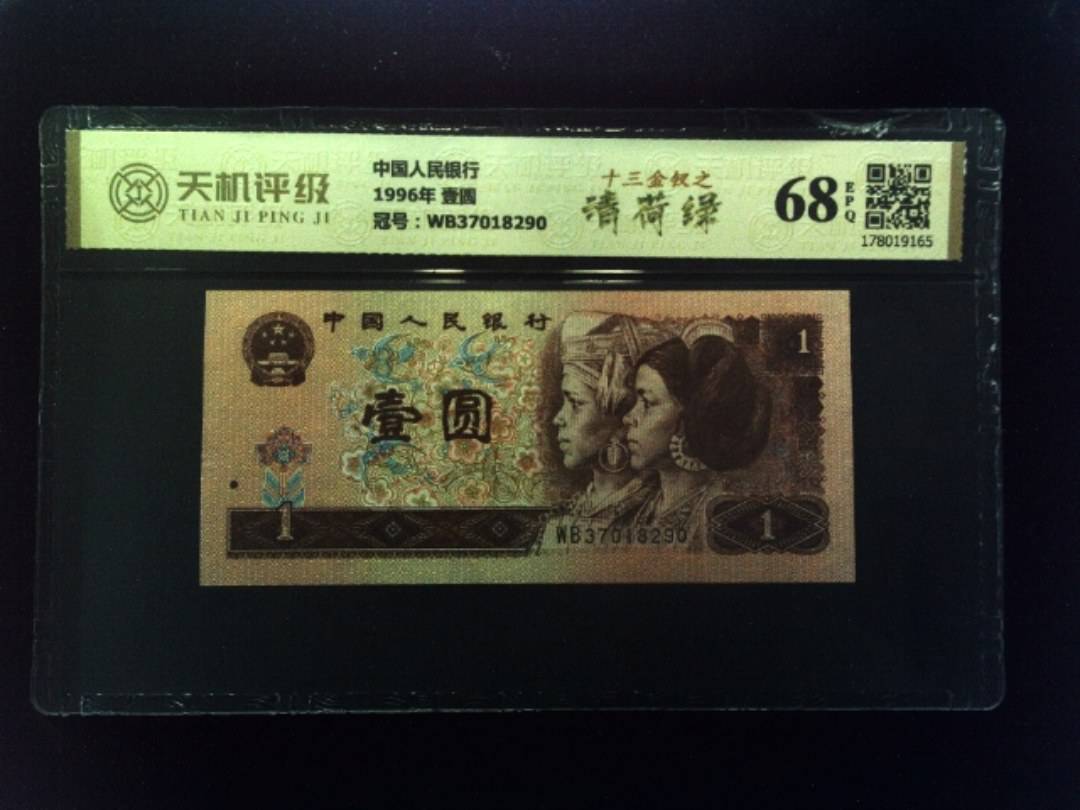 天机评级
TIAN JI PING JI
中国人民银行
1996年 壹圆
冠号：WB37018290
十三金钗之
清荷绿
68
EPQ
178019165
中国人民银行
1
壹圆
1
WB37018290
1